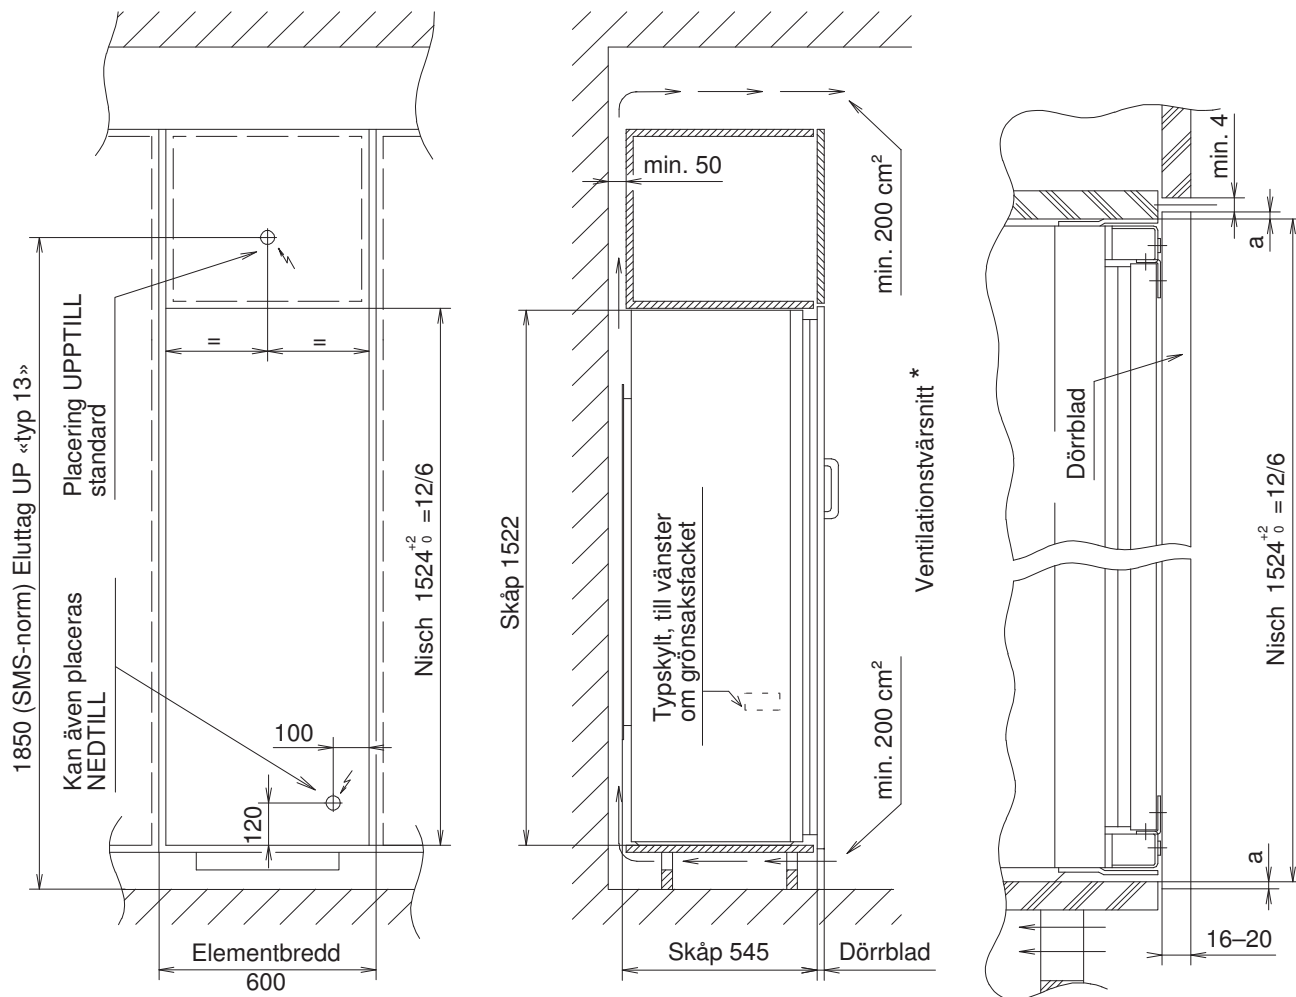 1850 (SMS-norm) Eluttag UP «typ 13»
Placering UPPTILL
standard
Kan även placeras
NEDTILL
=
=
100
120
Nisch 1524 +2 0 =12/6
Elementbredd
600
min. 50
min. 200 cm²
Skåp 1522
Typskylt, till vänster
om grönsaksfacket
Ventilationstvärsnitt *
min. 200 cm²
Skåp 545
Dörrblad
min. 4
a
Dörrblad
Nisch 1524 +2 0 =12/6
a
16–20